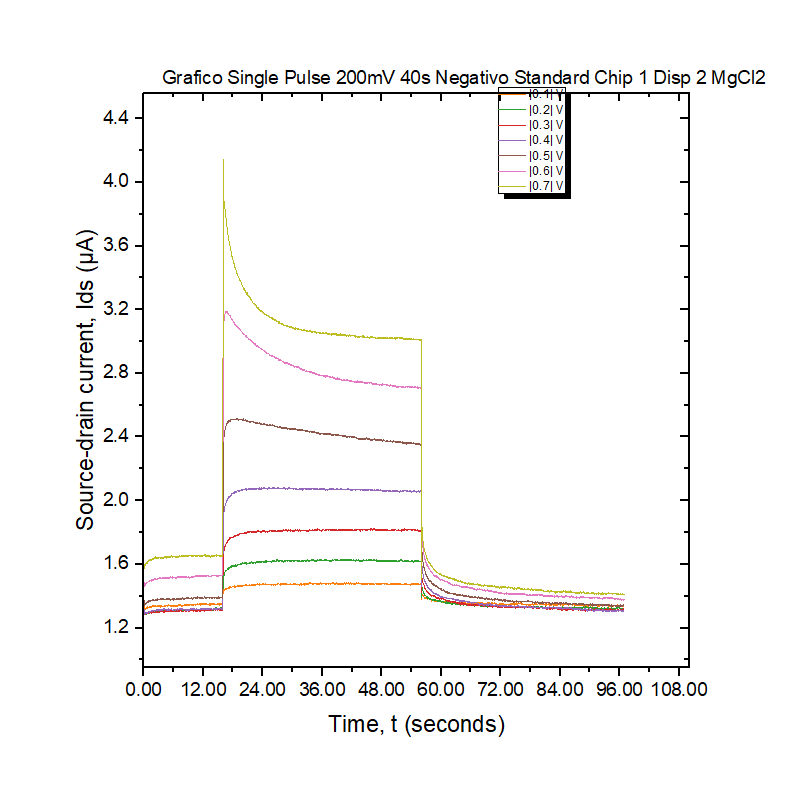 Grafico Single Pulse 200mV 40s Negativo Standard Chip 1 Disp 2 MgCl2
|0.1| V
|0.2| V
|0.3| V
|0.4| V
|0.5| V
|0.6| V
|0.7| V
4.4
4.0
3.6
3.2
2.8
2.4
2.0
1.6
1.2
Source-drain current, Ids (μA)
0.00 12.00 24.00 36.00 48.00 60.00 72.00 84.00 96.00 108.00
Time, t (seconds)